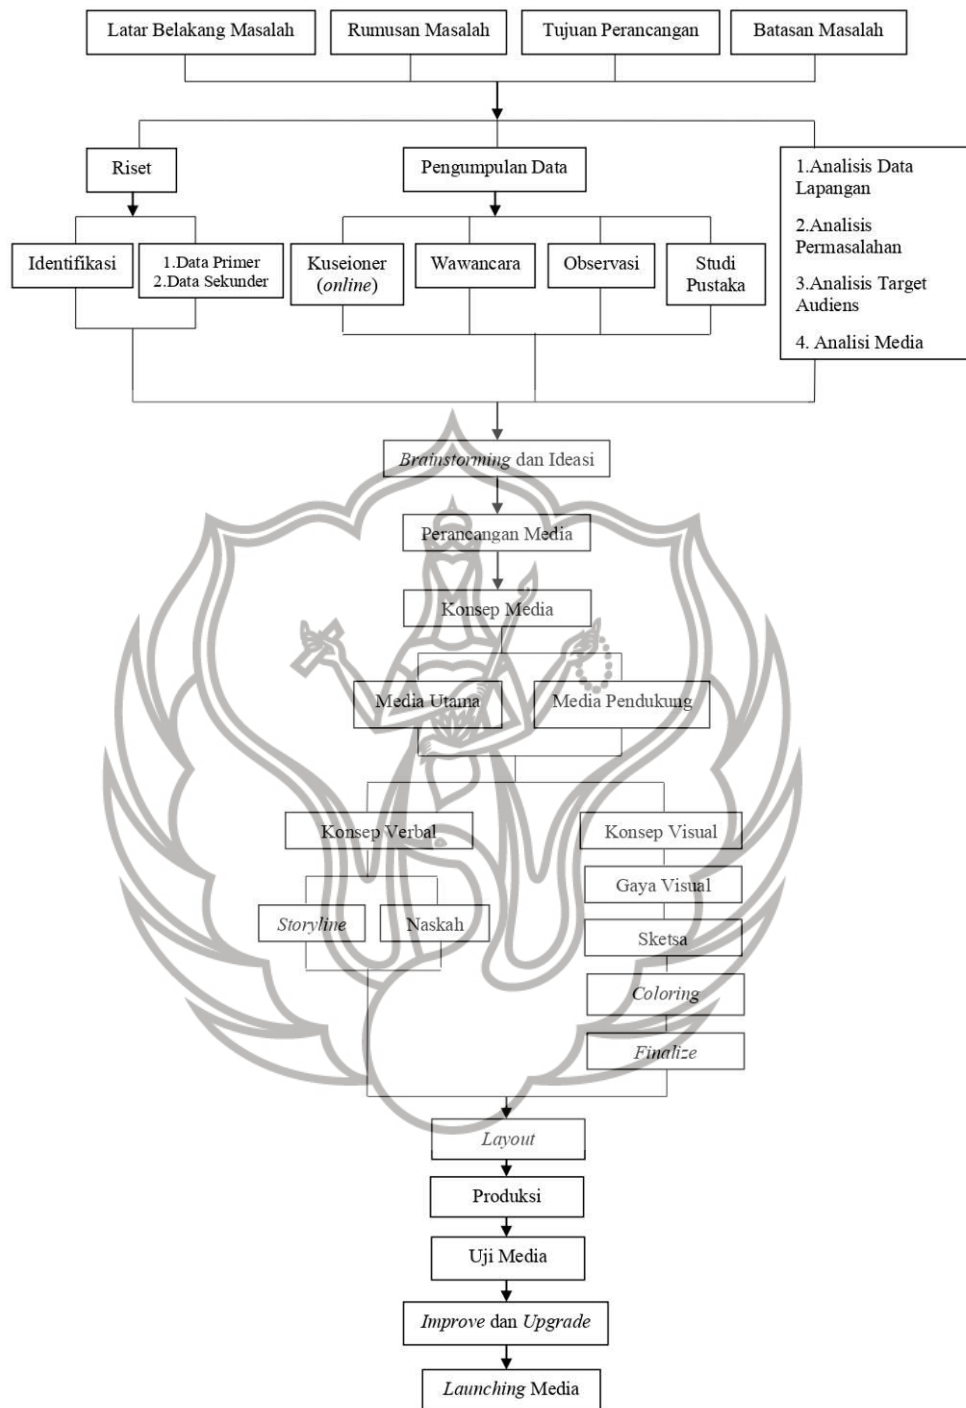 Latar Belakang Masalah
Rumusan Masalah
Tujuan Perancangan
Batasan Masalah
Riset
Pengumpulan Data
1.Analisis Data
Lapangan
2.Analisis
Permasalahan
3.Analisis Target
Audiens
4. Analisi Media
Identifikasi
1.Data Primer
2.Data Sekunder
Kuseioner
(online)
Wawancara
Observasi
Studi
Pustaka
Brainstorming dan Ideasi
Perancangan Media
Konsep Media
Media Utama
Media Pendukung
Konsep Verbal
Konsep Visual
Gaya Visual
Storyline
Naskah
Sketsa
Coloring
Finalize
Layout
Produksi
Uji Media
Improve dan Upgrade
Launching Media